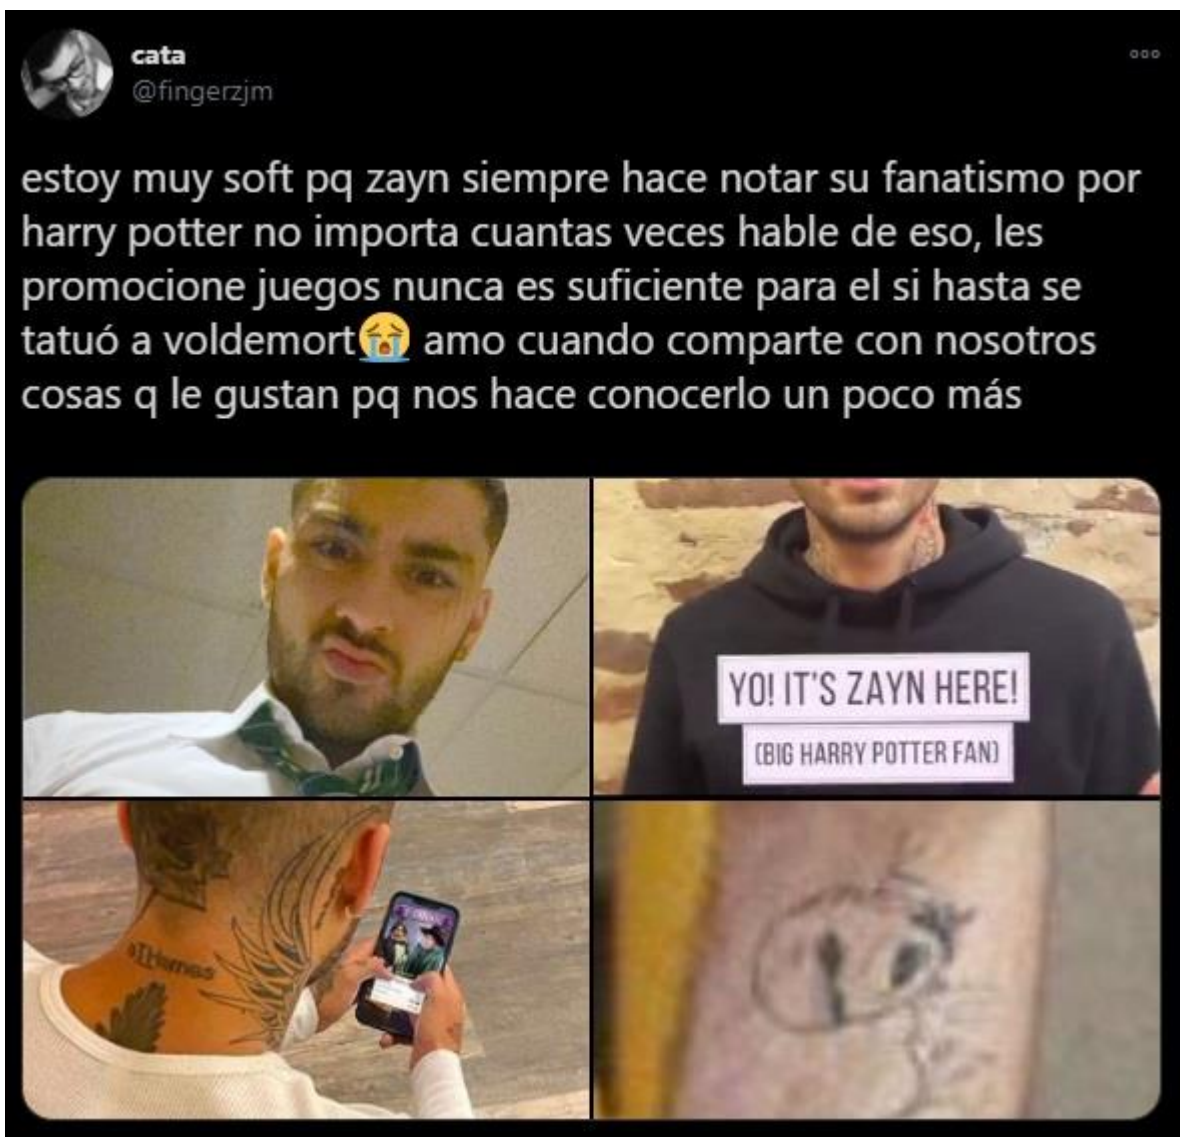 cata
@fingerzjm
estoy muy soft pq zayn siempre hace notar su fanatismo por
harry potter no importa cuantas veces hable de eso, les
promocione juegos nunca es suficiente para el si hasta se
tatuó a voldemort😭 amo cuando comparte con nosotros
cosas q le gustan pq nos hace conocerlo un poco más
YO! IT'S ZAYN HERE!
(BIG HARRY POTTER FAN)